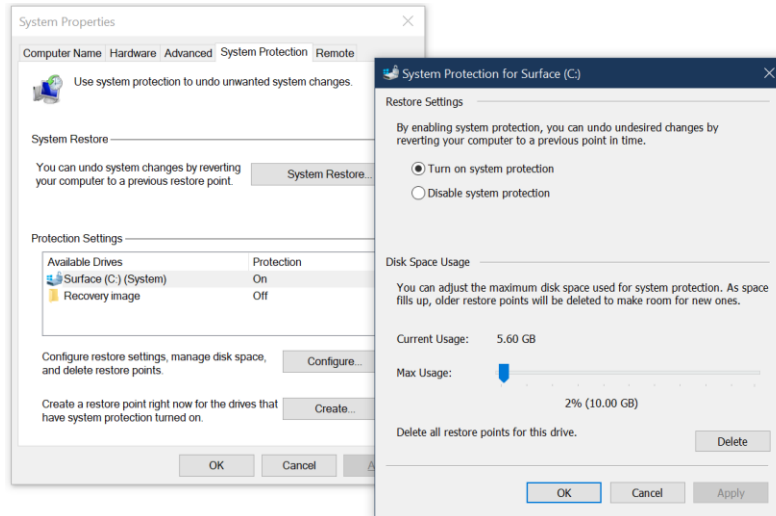 System Properties
Computer Name Hardware Advanced System Protection Remote
Use system protection to undo unwanted system changes.
System Restore
You can undo system changes by reverting
your computer to a previous restore point.
System Restore...
Protection Settings
Available Drives Protection
Surface (C:) (System) On
Recovery image Off
Configure restore settings, manage disk space,
and delete restore points.
Configure...
Create a restore point right now for the drives that
have system protection turned on.
Create...
OK Cancel
System Protection for Surface (C:)
Restore Settings
By enabling system protection, you can undo undesired changes by
reverting your computer to a previous point in time.
Turn on system protection
Disable system protection
Disk Space Usage
You can adjust the maximum disk space used for system protection. As space
fills up, older restore points will be deleted to make room for new ones.
Current Usage: 5.60 GB
Max Usage:
2% (10.00 GB)
Delete all restore points for this drive.
Delete
OK Cancel Apply